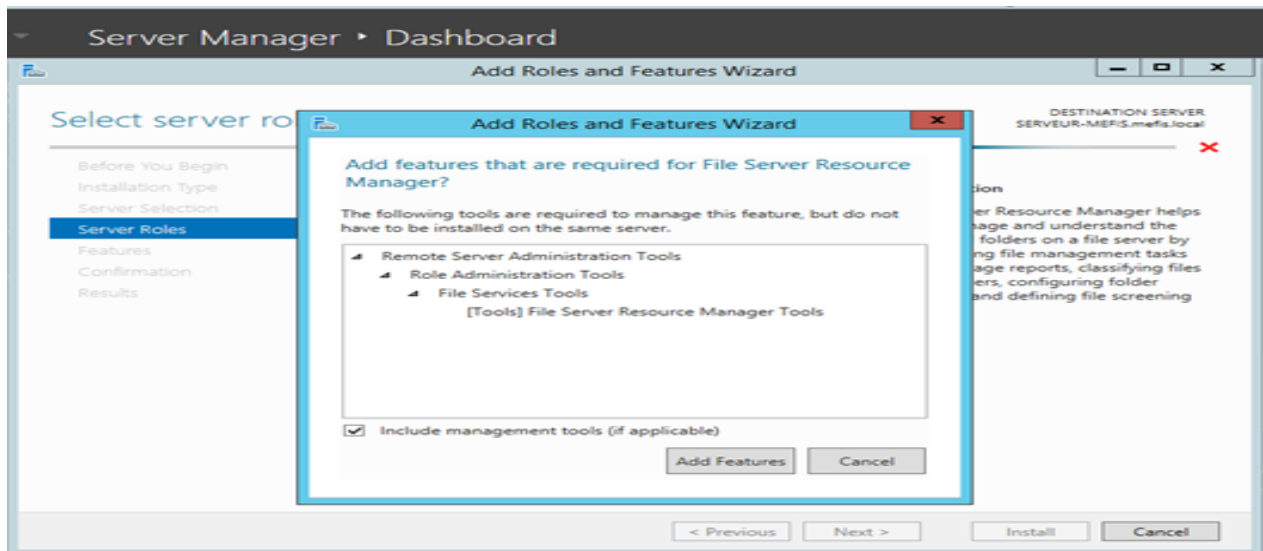 Server Manager • Dashboard
Add Roles and Features Wizard
Select server ro
DESTINATION SERVER
SERVEUR-MEFIS.mefis.local
Before You Begin
Installation Type
Server Selection
Server Roles
Features
Confirmation
Results
Add Roles and Features Wizard
Add features that are required for File Server Resource
Manager?
The following tools are required to manage this feature, but do not
have to be installed on the same server.
Remote Server Administration Tools
Role Administration Tools
File Services Tools
[Tools] File Server Resource Manager Tools
Include management tools (if applicable)
Add Features
Cancel
tion
er Resource Manager helps
nage and understand the
folders on a file server by
ng file management tasks
age reports, classifying files
ers, configuring folder
and defining file screening
< Previous
Next >
Install
Cancel